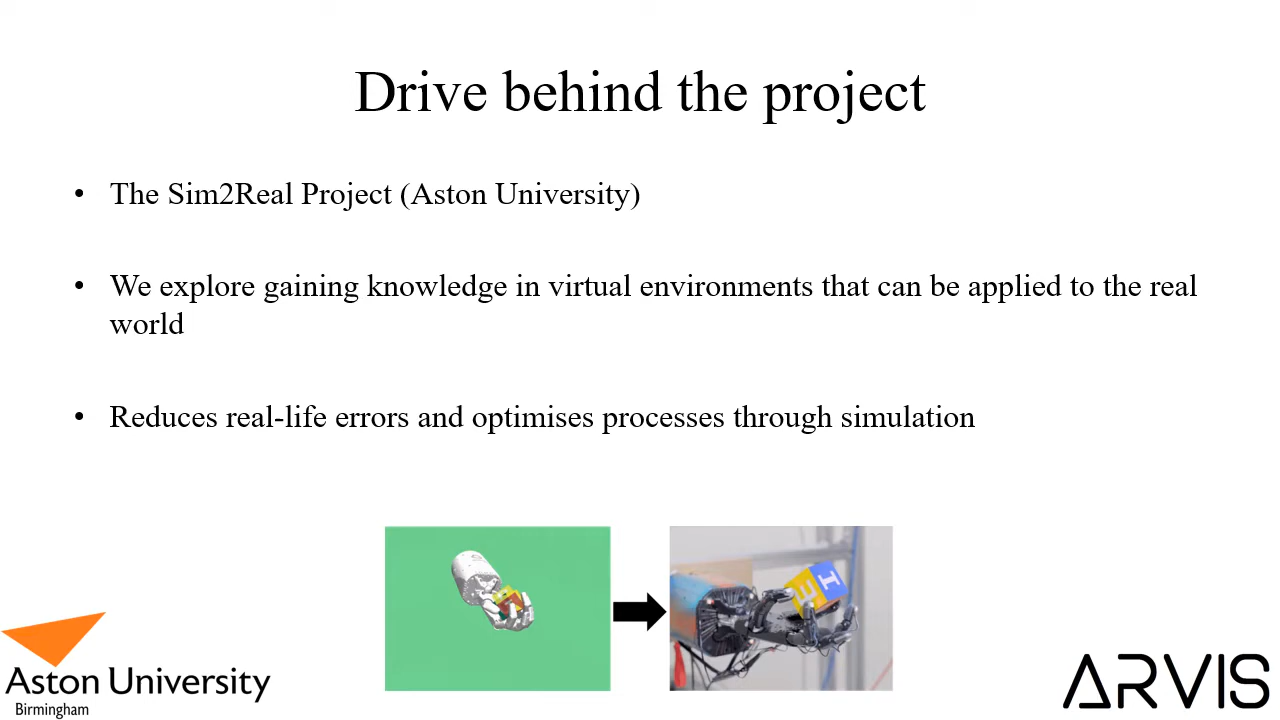 Drive behind the project
• The Sim2Real Project (Aston University)
• We explore gaining knowledge in virtual environments that can be applied to the real
world
• Reduces real-life errors and optimises processes through simulation
I
E
Aston University
Birmingham
ARVIS